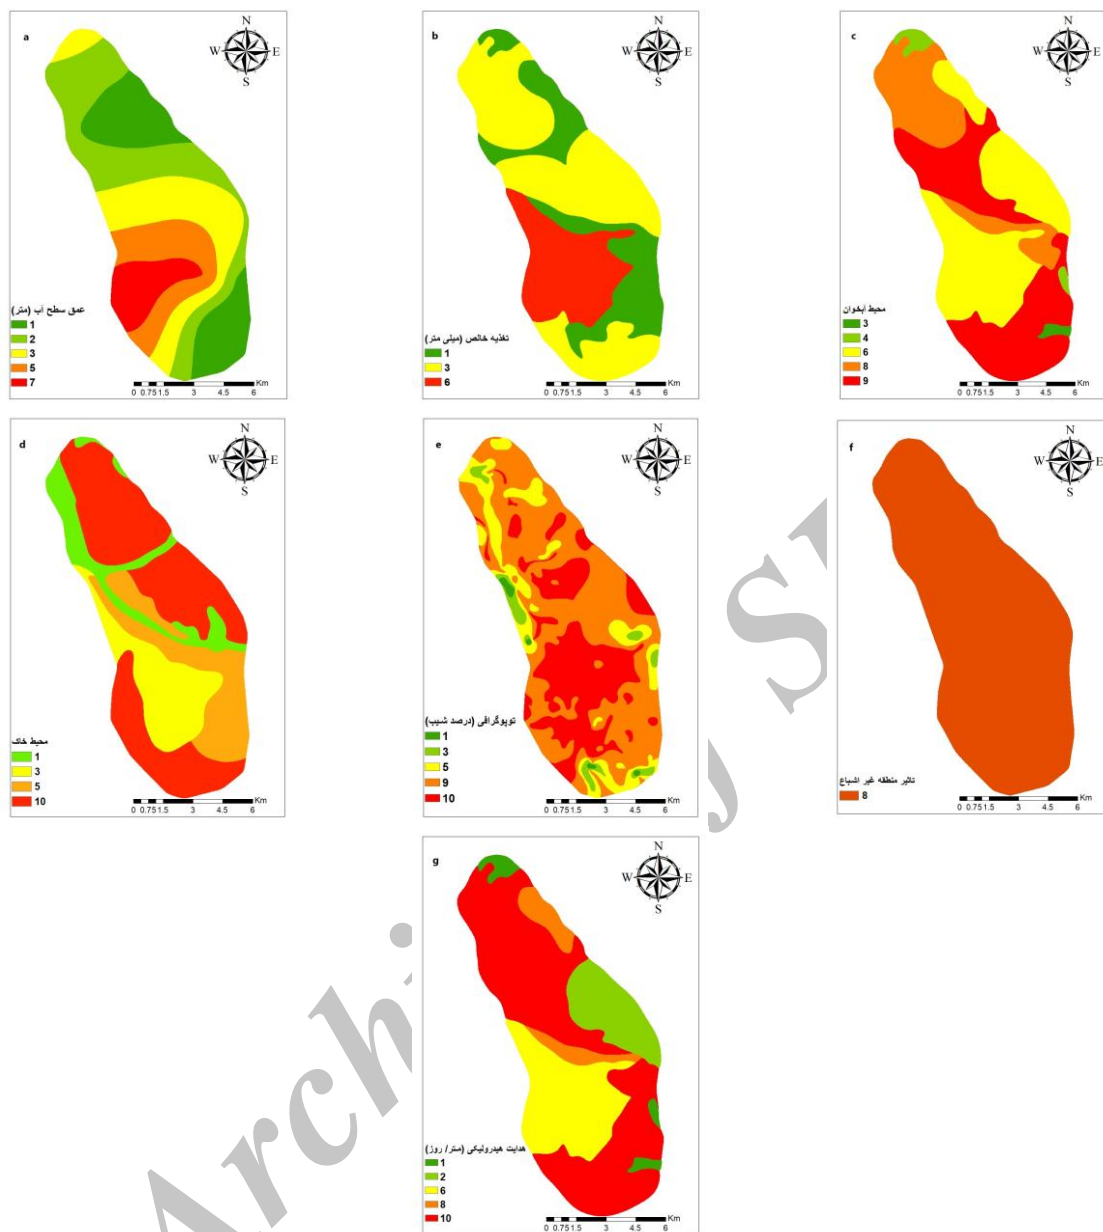 a
N
W E
S
عمق سطح آب (متر)
1
2
3
5
7
Km
0 0.75 1.5 3 4.5 6
b
N
W E
S
تغذیه خالص (میلی متر)
1
3
6
Km
0 0.75 1.5 3 4.5 6
c
N
W E
S
محیط آبخوان
3
4
6
8
9
Km
0 0.75 1.5 3 4.5 6
d
N
W E
S
محیط خاک
1
3
5
10
Km
0 0.75 1.5 3 4.5 6
e
N
W E
S
توپوگرافی (درصد شیب)
1
3
5
9
10
Km
0 0.75 1.5 3 4.5 6
f
N
W E
S
تاثیر منطقه غیر اشباع
8
Km
0 0.75 1.5 3 4.5 6
g
N
W E
S
هدایت هیدرولیکی (متر/ روز)
1
2
6
8
10
Km
0 0.75 1.5 3 4.5 6